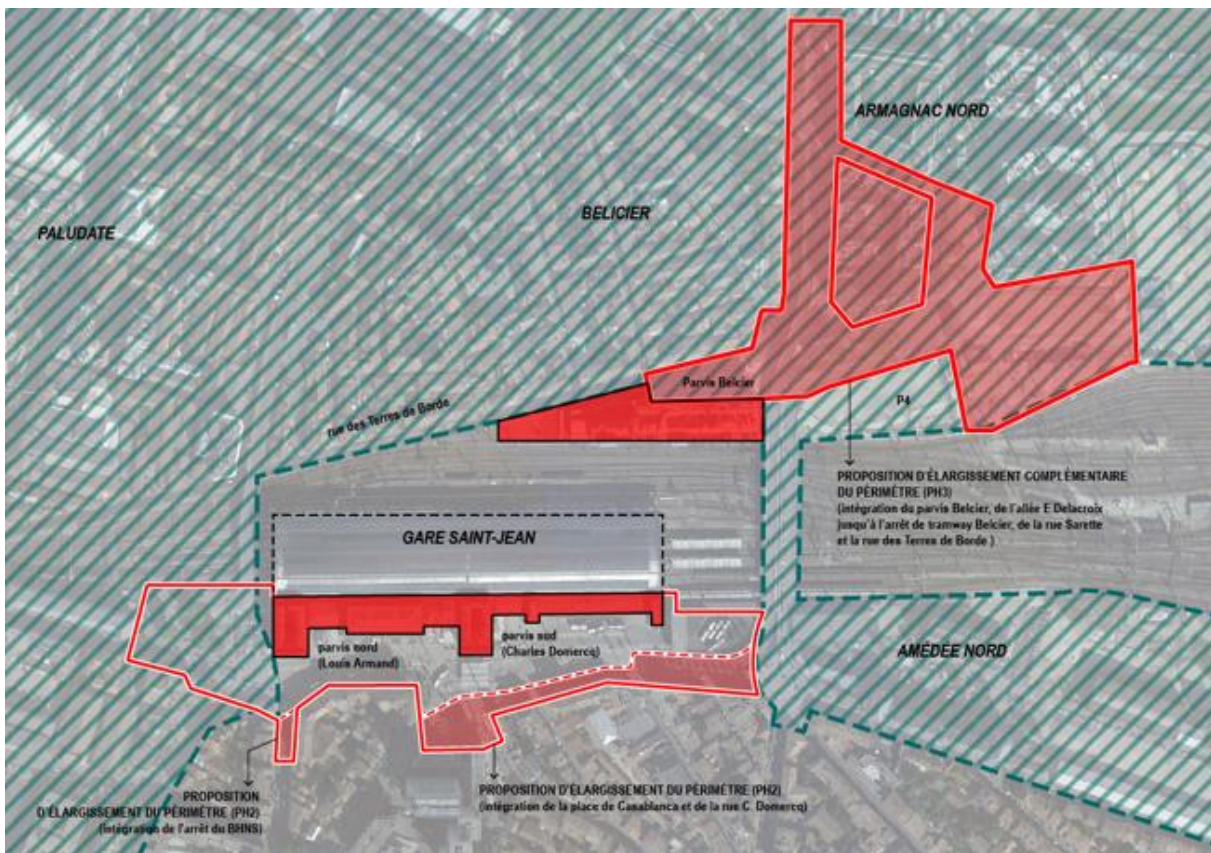 ARMAGNAC NORD
BELICIER
PALUDATE
Parvis Belcier
rue des Terres de Borde
P4
PROPOSITION D'ÉLARGISSEMENT COMPLÉMENTAIRE
DU PÉRIMÈTRE (PH3)
(intégration du parvis Belcier, de l'allée E Delacroix
jusqu'à l'arrêt de tramway Belcier, de la rue Sarette
et la rue des Terres de Borde.)
GARE SAINT-JEAN
parvis nord
(Louis Armand)
parvis sud
(Charles Domercq)
AMÉDEE NORD
PROPOSITION
D'ÉLARGISSEMENT DU PÉRIMÈTRE (PH2)
(intégration de l'arrêt du BHNS)
PROPOSITION D'ÉLARGISSEMENT DU PÉRIMÈTRE (PH2)
(intégration de la place de Casablanca et de la rue C. Domercq)